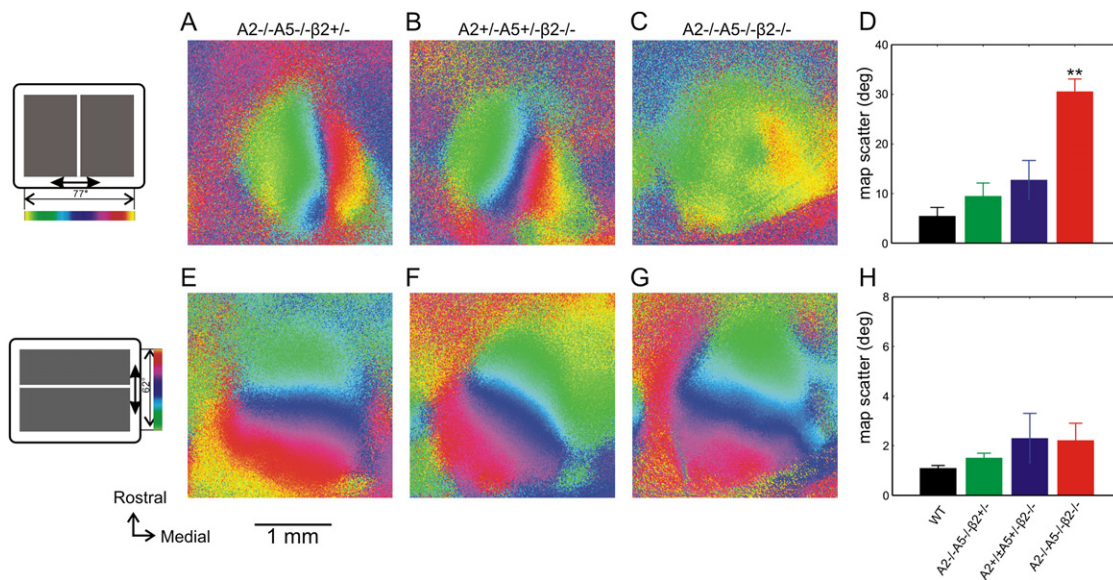 A A2-/-A5-/-β2+/-
B A2+/-A5+/-β2-/-
C A2-/-A5-/-β2-/-
D
77°
map scatter (deg)
40
30
20
10
0
**
E
F
G
H
62°
map scatter (deg)
8
6
4
2
0
WT
A2-/-A5-/-β2+/-
A2+/±A5+/-β2-/-
A2-/-A5-/-β2-/-
Rostral
Medial
1 mm